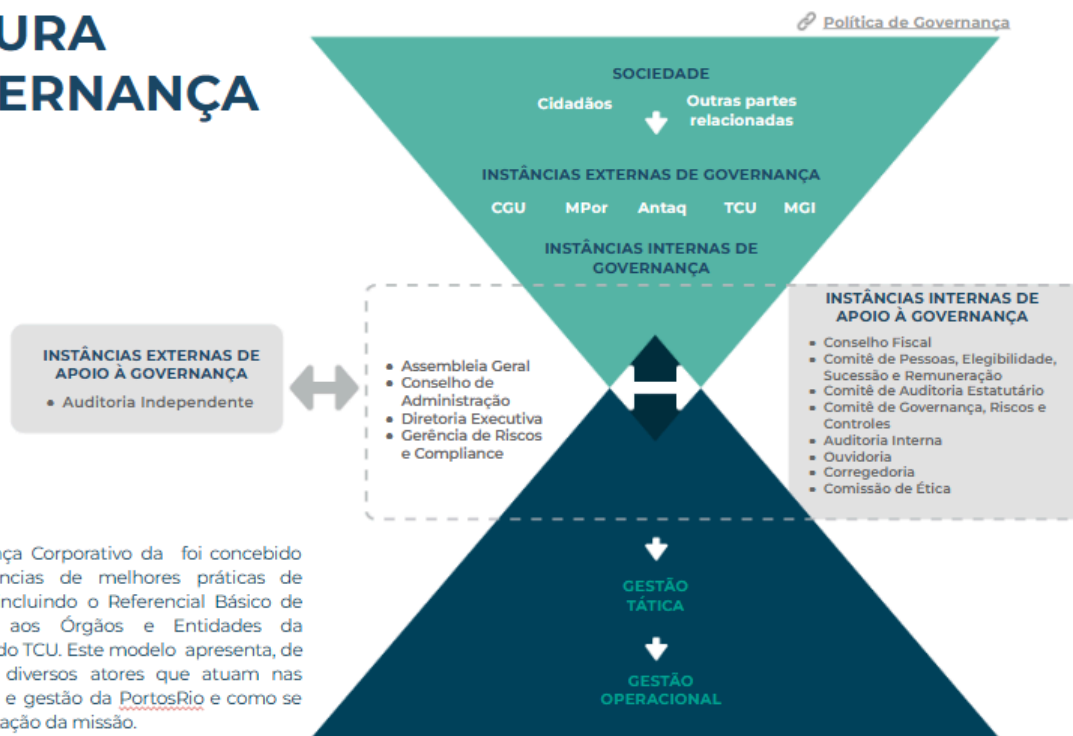 URA
ERNANÇA
Política de Governança
SOCIEDADE
Cidadãos
Outras partes
relacionadas
INSTÂNCIAS EXTERNAS DE GOVERNANÇA
CGU MPor Antaq TCU MGI
INSTÂNCIAS INTERNAS DE
GOVERNANÇA
INSTÂNCIAS EXTERNAS DE
APOIO À GOVERNANÇA
• Auditoria Independente
• Assembleia Geral
• Conselho de
Administração
• Diretoria Executiva
• Gerência de Riscos
e Compliance
INSTÂNCIAS INTERNAS DE
APOIO À GOVERNANÇA
• Conselho Fiscal
• Comitê de Pessoas, Elegibilidade,
Sucessão e Remuneração
• Comitê de Auditoria Estatutário
• Comitê de Governança, Riscos e
Controles
• Auditoria Interna
• Ouvidoria
• Corregedoria
• Comissão de Ética
GESTÃO
TÁTICA
GESTÃO
OPERACIONAL
ça Corporativo da foi concebido
ncias de melhores práticas de
ncluindo o Referencial Básico de
aos Órgãos e Entidades da
do TCU. Este modelo apresenta, de
diversos atores que atuam nas
e gestão da PortosRio e como se
ação da missão.